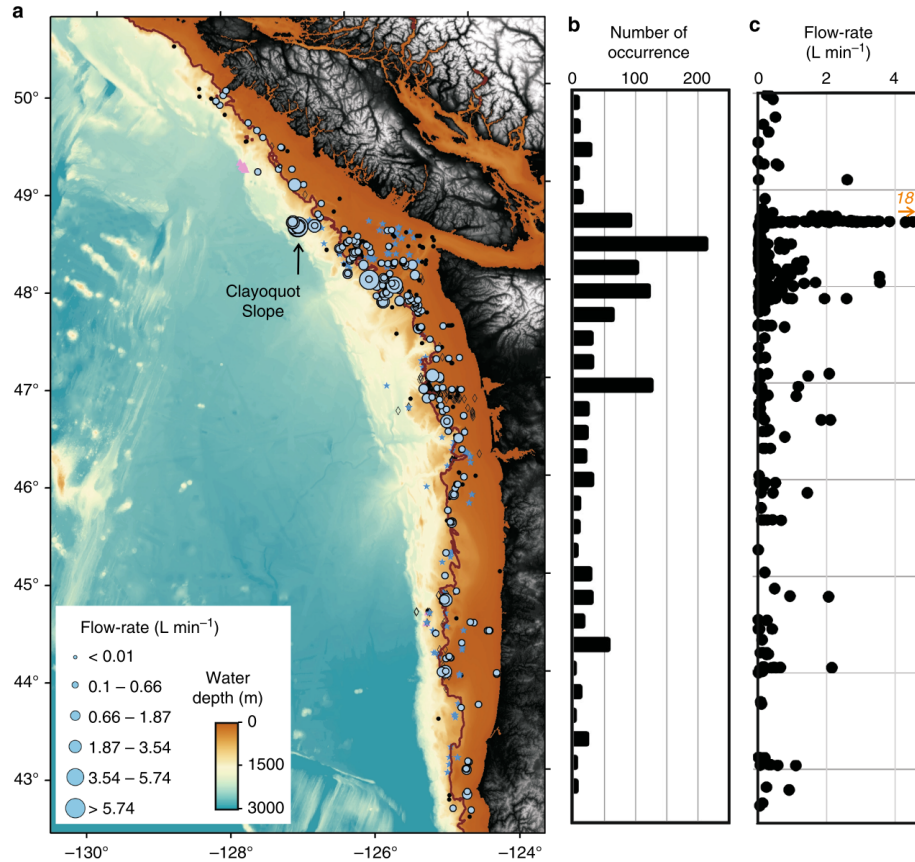 a
b
c
Number of
occurrence
0 100 200
Flow-rate
(L min⁻¹)
0 2 4
50°
49°
48°
47°
46°
45°
44°
43°
Clayoquot
Slope
18
Flow-rate (L min⁻¹)
< 0.01
0.1 – 0.66
0.66 – 1.87
1.87 – 3.54
3.54 – 5.74
> 5.74
Water
depth (m)
0
1500
3000
–130° –128° –126° –124°